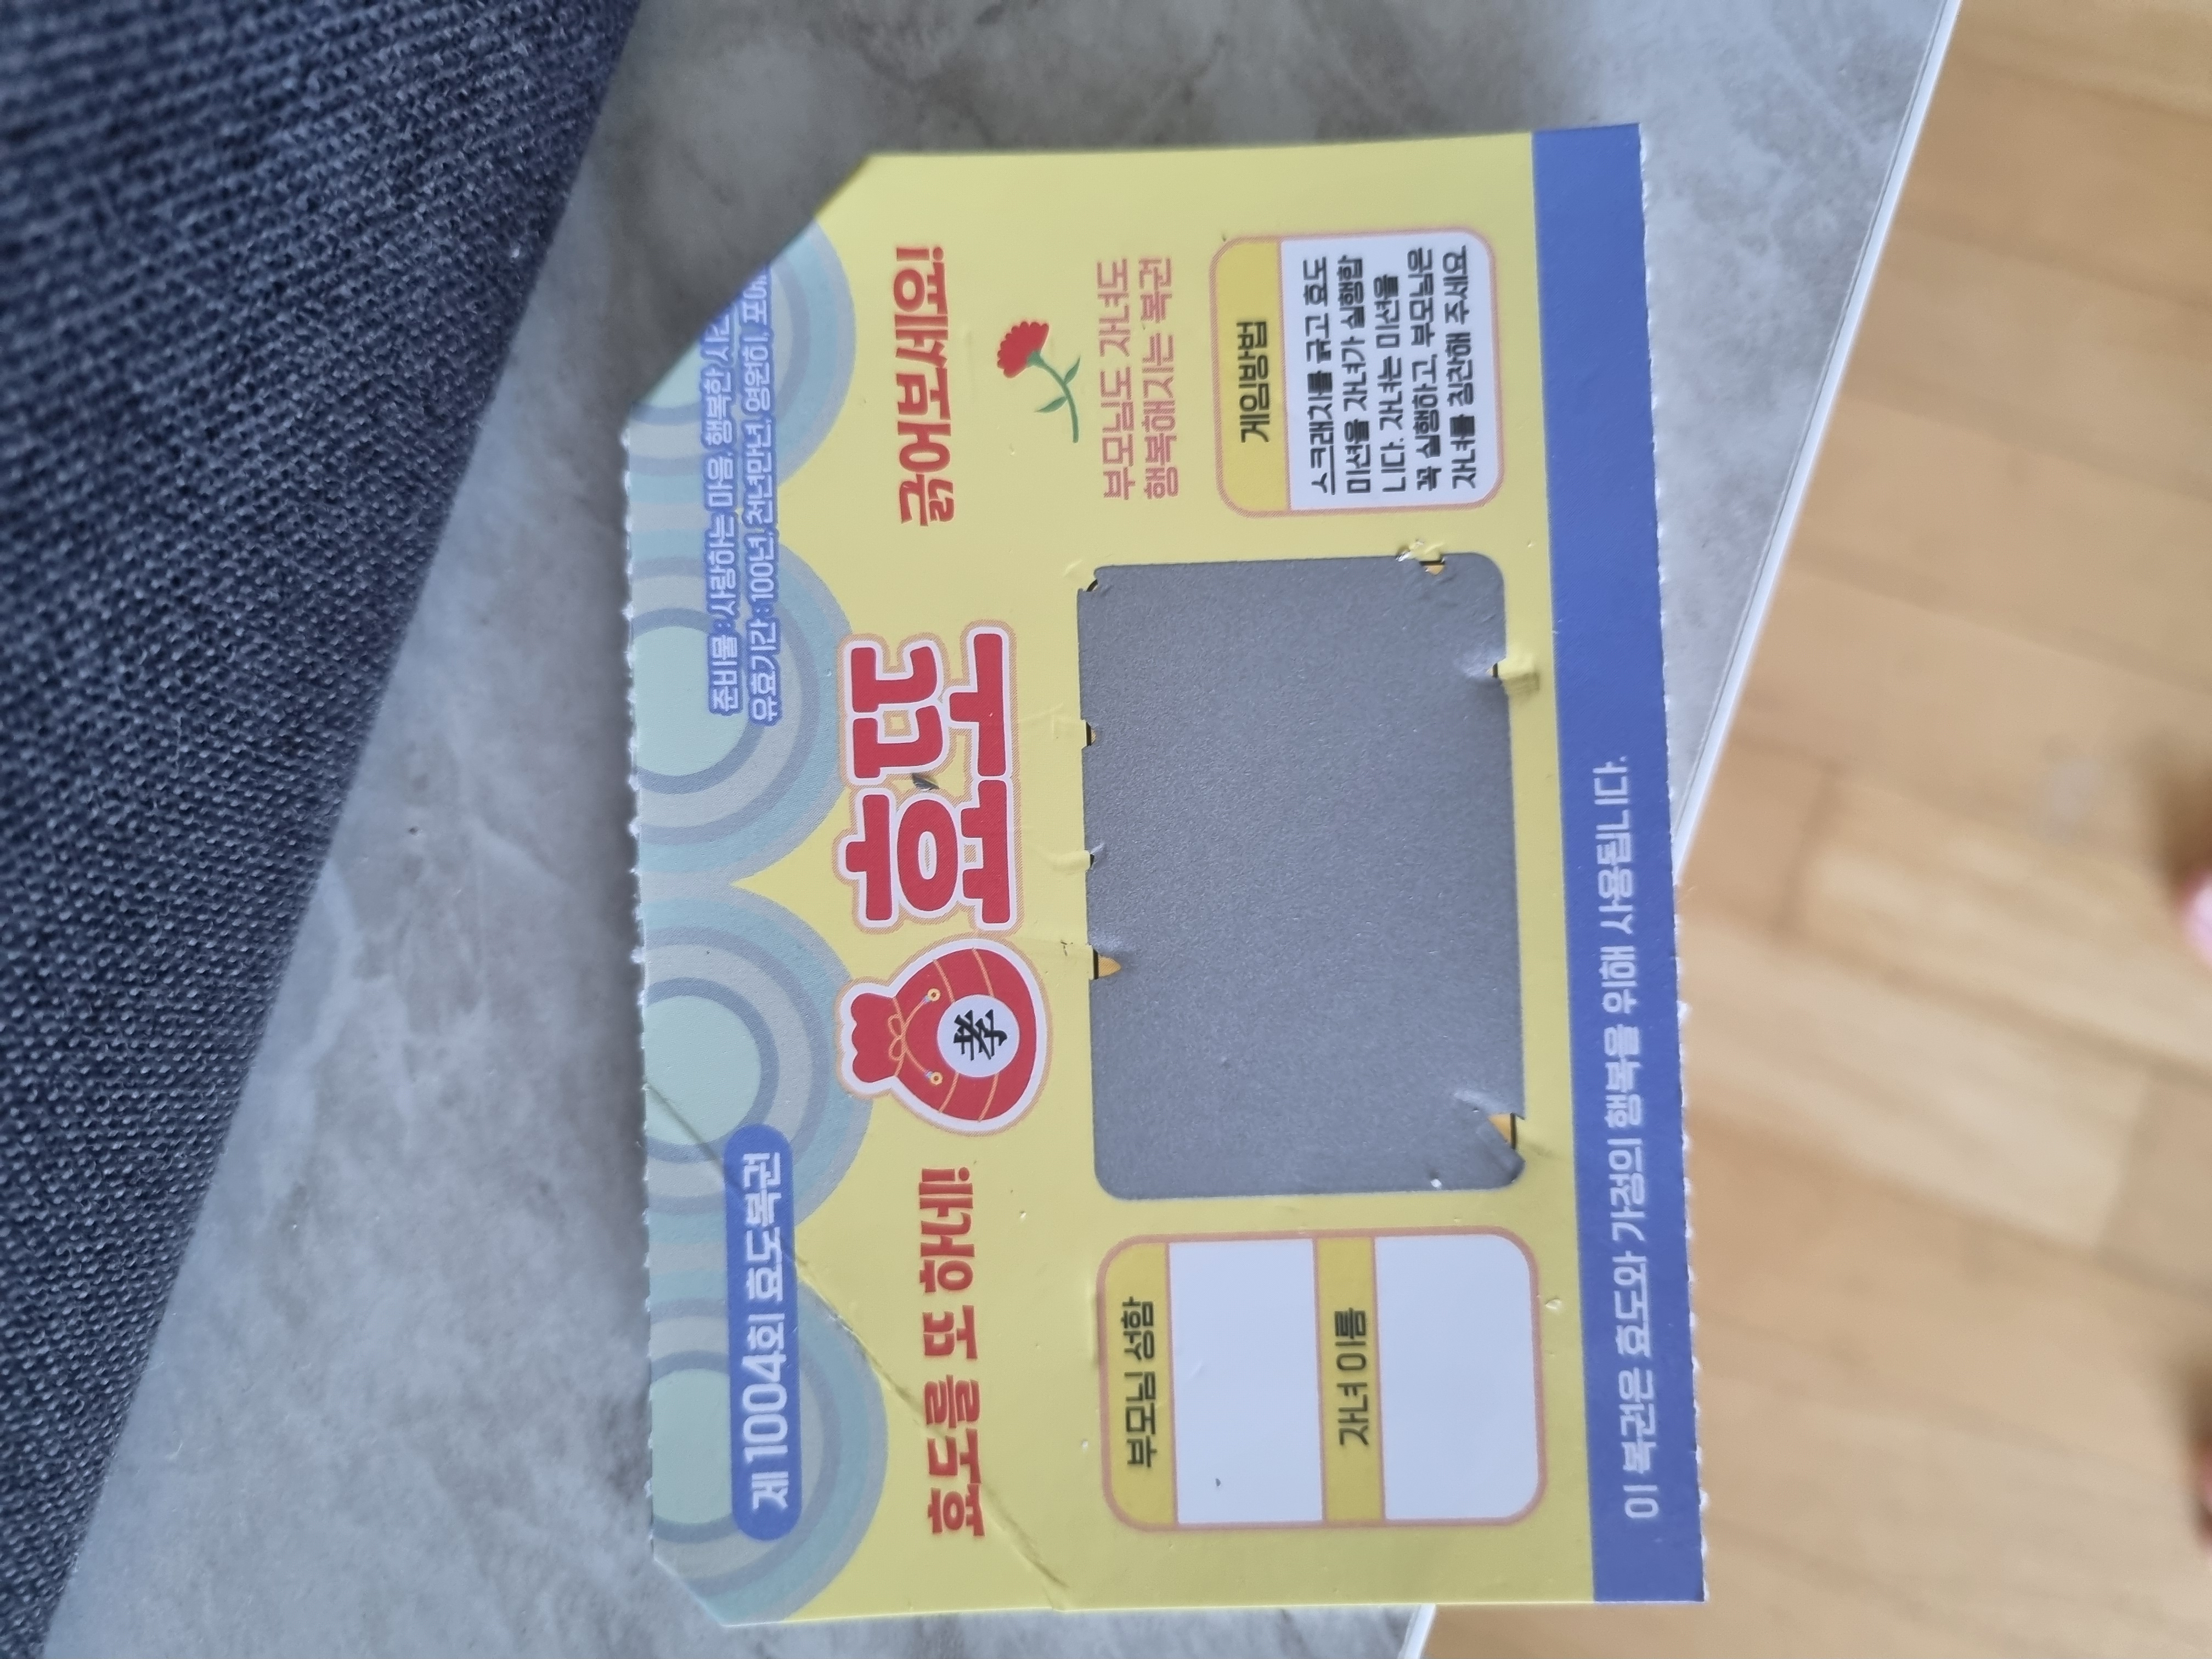 제 1004회 효도복권
준비물 : 사랑하는 마음, 행복한
유효기간 : 100년, 천년만년, 영원히,
효도를 또 하네!
孝
효또
긁어보세요!
부모님도 자녀도
행복해지는 복권
부모님 성함
자녀 이름
게임방법
스크래치를 긁고 효도
미션을 자녀가 실행합
니다. 자녀는 미션을
꼭 실행하고, 부모님은
자녀를 칭찬해 주세요
이 복권은 효도와 가정의 행복을 위해 사용됩니다.